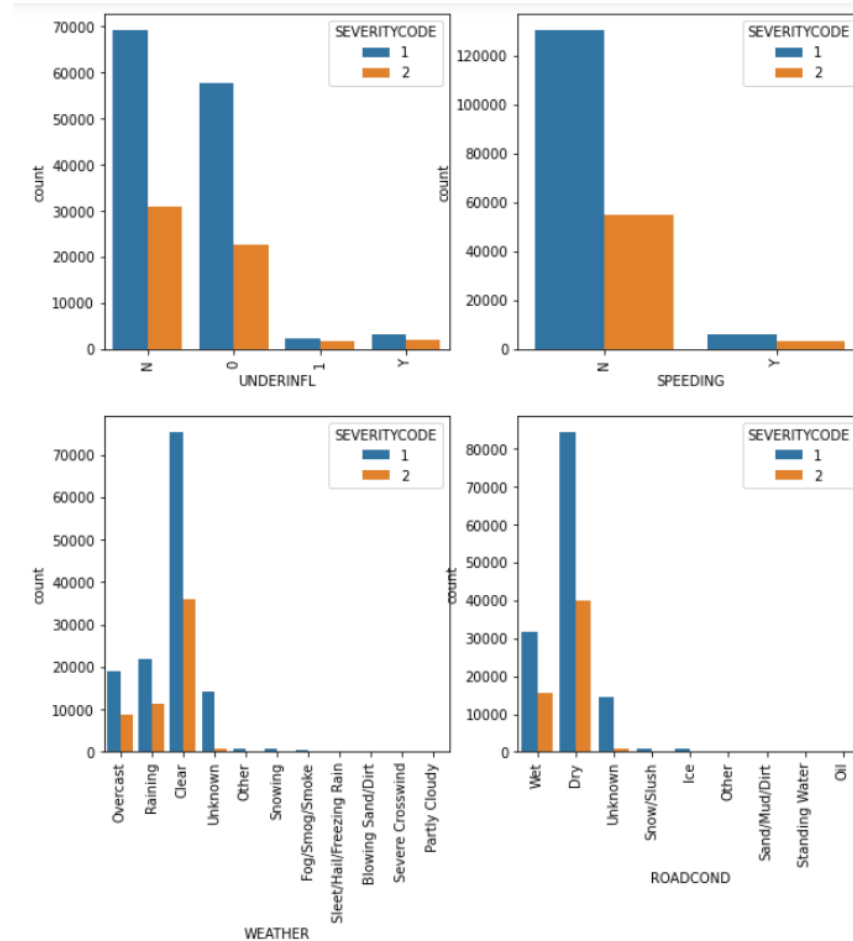 SEVERITYCODE
1
2
70000
60000
50000
40000
30000
20000
10000
0
count
N
0
1
Y
UNDERINFL
SEVERITYCODE
1
2
120000
100000
80000
60000
40000
20000
0
count
N
Y
SPEEDING
SEVERITYCODE
1
2
70000
60000
50000
40000
30000
20000
10000
0
count
Overcast
Raining
Clear
Unknown
Other
Snowing
Fog/Smog/Smoke
Sleet/Hail/Freezing Rain
Blowing Sand/Dirt
Severe Crosswind
Partly Cloudy
WEATHER
SEVERITYCODE
1
2
80000
70000
60000
50000
40000
30000
20000
10000
0
count
Wet
Dry
Unknown
Snow/Slush
Ice
Other
Sand/Mud/Dirt
Standing Water
Oil
ROADCOND